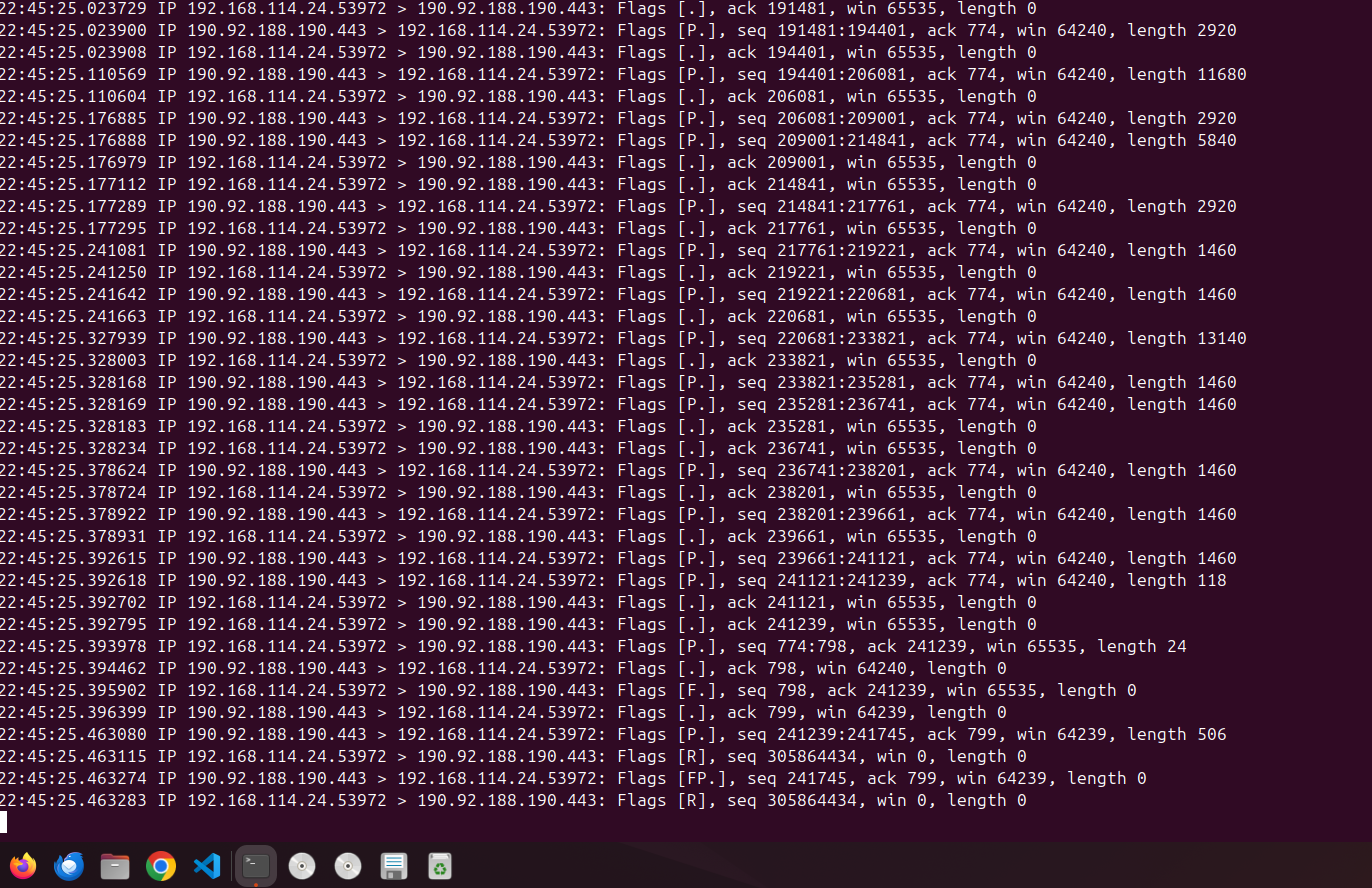 22:45:25.023729 IP 192.168.114.24.53972 > 190.92.188.190.443: Flags [.], ack 191481, win 65535, length 0
22:45:25.023900 IP 190.92.188.190.443 > 192.168.114.24.53972: Flags [P.], seq 191481:194401, ack 774, win 64240, length 2920
22:45:25.023908 IP 192.168.114.24.53972 > 190.92.188.190.443: Flags [.], ack 194401, win 65535, length 0
22:45:25.110569 IP 190.92.188.190.443 > 192.168.114.24.53972: Flags [P.], seq 194401:206081, ack 774, win 64240, length 11680
22:45:25.110604 IP 192.168.114.24.53972 > 190.92.188.190.443: Flags [.], ack 206081, win 65535, length 0
22:45:25.176885 IP 190.92.188.190.443 > 192.168.114.24.53972: Flags [P.], seq 206081:209001, ack 774, win 64240, length 2920
22:45:25.176888 IP 190.92.188.190.443 > 192.168.114.24.53972: Flags [P.], seq 209001:214841, ack 774, win 64240, length 5840
22:45:25.176979 IP 192.168.114.24.53972 > 190.92.188.190.443: Flags [.], ack 209001, win 65535, length 0
22:45:25.177112 IP 192.168.114.24.53972 > 190.92.188.190.443: Flags [.], ack 214841, win 65535, length 0
22:45:25.177289 IP 190.92.188.190.443 > 192.168.114.24.53972: Flags [P.], seq 214841:217761, ack 774, win 64240, length 2920
22:45:25.177295 IP 192.168.114.24.53972 > 190.92.188.190.443: Flags [.], ack 217761, win 65535, length 0
22:45:25.241081 IP 190.92.188.190.443 > 192.168.114.24.53972: Flags [P.], seq 217761:219221, ack 774, win 64240, length 1460
22:45:25.241250 IP 192.168.114.24.53972 > 190.92.188.190.443: Flags [.], ack 219221, win 65535, length 0
22:45:25.241642 IP 190.92.188.190.443 > 192.168.114.24.53972: Flags [P.], seq 219221:220681, ack 774, win 64240, length 1460
22:45:25.241663 IP 192.168.114.24.53972 > 190.92.188.190.443: Flags [.], ack 220681, win 65535, length 0
22:45:25.327939 IP 190.92.188.190.443 > 192.168.114.24.53972: Flags [P.], seq 220681:233821, ack 774, win 64240, length 13140
22:45:25.328003 IP 192.168.114.24.53972 > 190.92.188.190.443: Flags [.], ack 233821, win 65535, length 0
22:45:25.328168 IP 190.92.188.190.443 > 192.168.114.24.53972: Flags [P.], seq 233821:235281, ack 774, win 64240, length 1460
22:45:25.328169 IP 190.92.188.190.443 > 192.168.114.24.53972: Flags [P.], seq 235281:236741, ack 774, win 64240, length 1460
22:45:25.328183 IP 192.168.114.24.53972 > 190.92.188.190.443: Flags [.], ack 235281, win 65535, length 0
22:45:25.328234 IP 192.168.114.24.53972 > 190.92.188.190.443: Flags [.], ack 236741, win 65535, length 0
22:45:25.378624 IP 190.92.188.190.443 > 192.168.114.24.53972: Flags [P.], seq 236741:238201, ack 774, win 64240, length 1460
22:45:25.378724 IP 192.168.114.24.53972 > 190.92.188.190.443: Flags [.], ack 238201, win 65535, length 0
22:45:25.378922 IP 190.92.188.190.443 > 192.168.114.24.53972: Flags [P.], seq 238201:239661, ack 774, win 64240, length 1460
22:45:25.378931 IP 192.168.114.24.53972 > 190.92.188.190.443: Flags [.], ack 239661, win 65535, length 0
22:45:25.392615 IP 190.92.188.190.443 > 192.168.114.24.53972: Flags [P.], seq 239661:241121, ack 774, win 64240, length 1460
22:45:25.392618 IP 190.92.188.190.443 > 192.168.114.24.53972: Flags [P.], seq 241121:241239, ack 774, win 64240, length 118
22:45:25.392702 IP 192.168.114.24.53972 > 190.92.188.190.443: Flags [.], ack 241121, win 65535, length 0
22:45:25.392795 IP 192.168.114.24.53972 > 190.92.188.190.443: Flags [.], ack 241239, win 65535, length 0
22:45:25.393978 IP 192.168.114.24.53972 > 190.92.188.190.443: Flags [P.], seq 774:798, ack 241239, win 65535, length 24
22:45:25.394462 IP 190.92.188.190.443 > 192.168.114.24.53972: Flags [.], ack 798, win 64240, length 0
22:45:25.395902 IP 192.168.114.24.53972 > 190.92.188.190.443: Flags [F.], seq 798, ack 241239, win 65535, length 0
22:45:25.396399 IP 190.92.188.190.443 > 192.168.114.24.53972: Flags [.], ack 799, win 64239, length 0
22:45:25.463080 IP 190.92.188.190.443 > 192.168.114.24.53972: Flags [P.], seq 241239:241745, ack 799, win 64239, length 506
22:45:25.463115 IP 192.168.114.24.53972 > 190.92.188.190.443: Flags [R], seq 305864434, win 0, length 0
22:45:25.463274 IP 190.92.188.190.443 > 192.168.114.24.53972: Flags [FP.], seq 241745, ack 799, win 64239, length 0
22:45:25.463283 IP 192.168.114.24.53972 > 190.92.188.190.443: Flags [R], seq 305864434, win 0, length 0